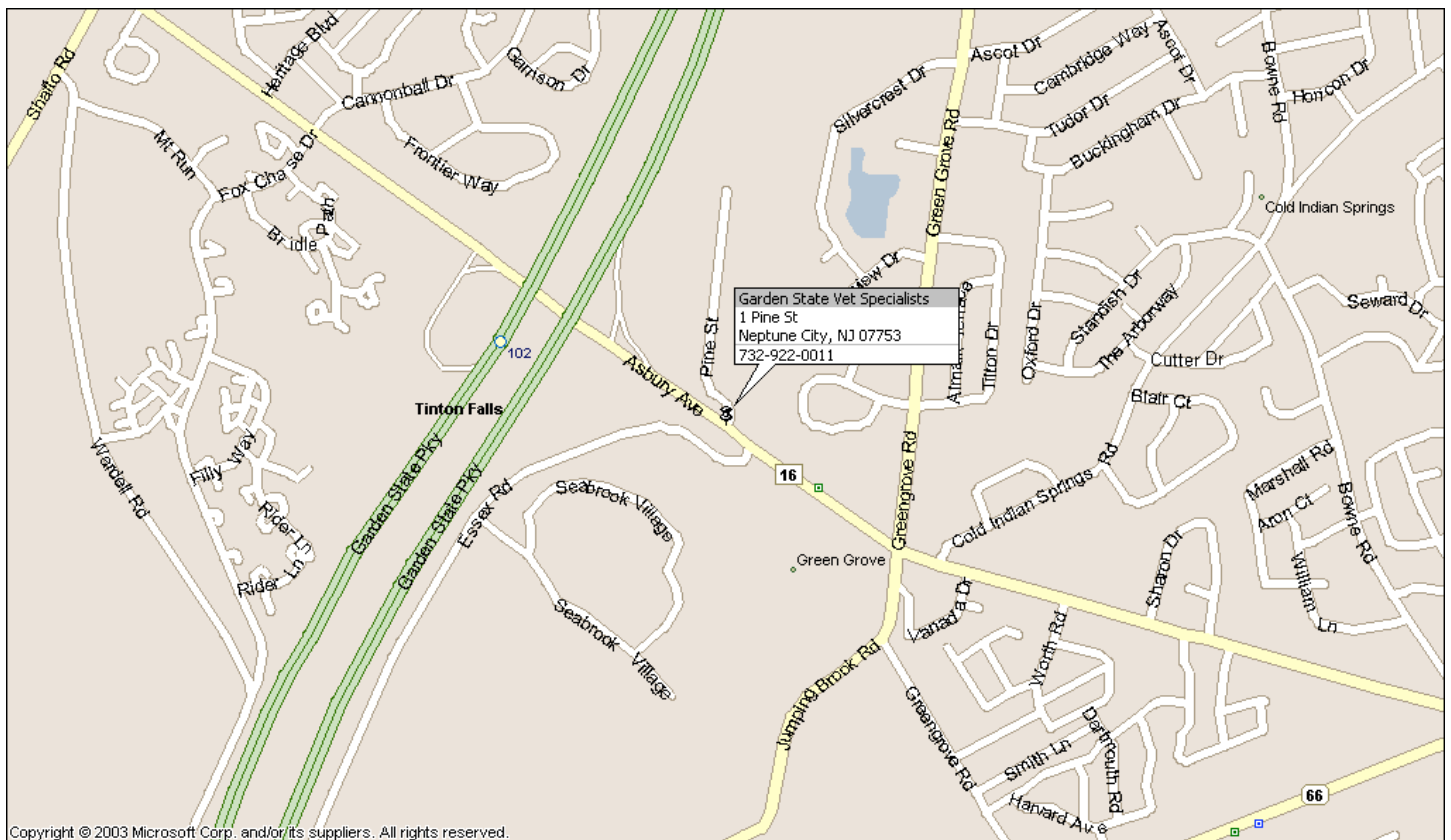 Shafto Rd
Heritage Blvd
Garrison Dr
Cannonball Dr
Mt Run
Fox Chase Dr
Frontier Way
Bridle Path
Silvercrest Dr
Ascot Dr
Cambridge Way
Ascot Dr
Tudor Dr
Buckingham Dr
Bowne Rd
Horicon Dr
Green Grove Rd
Cold Indian Springs
Garden State Vet Specialists
1 Pine St
Neptune City, NJ 07753
732-922-0011
Pine St
102
Asbury Ave
Tinton Falls
Tilton Dr
Oxford Dr
Standish Dr
The Arborway
Seward Dr
Cutter Dr
Blair Ct
Wardell Rd
Filly Way
Rider Ln
Rider Ln
Garden State Pky
Garden State Pky
Essex Rd
Seabrook Village
Seabrook Village
16
Greengrove Rd
Green Grove
Cold Indian Springs Rd
Marshall Rd
Aron Ct
Bowne Rd
William Ln
Sharon Dr
Vanada Dr
Worth Rd
Jumping Brook Rd
Greengrove Rd
Smith Ln
Dartmouth Rd
Harvard Ave
66
Copyright © 2003 Microsoft Corp. and/or its suppliers. All rights reserved.